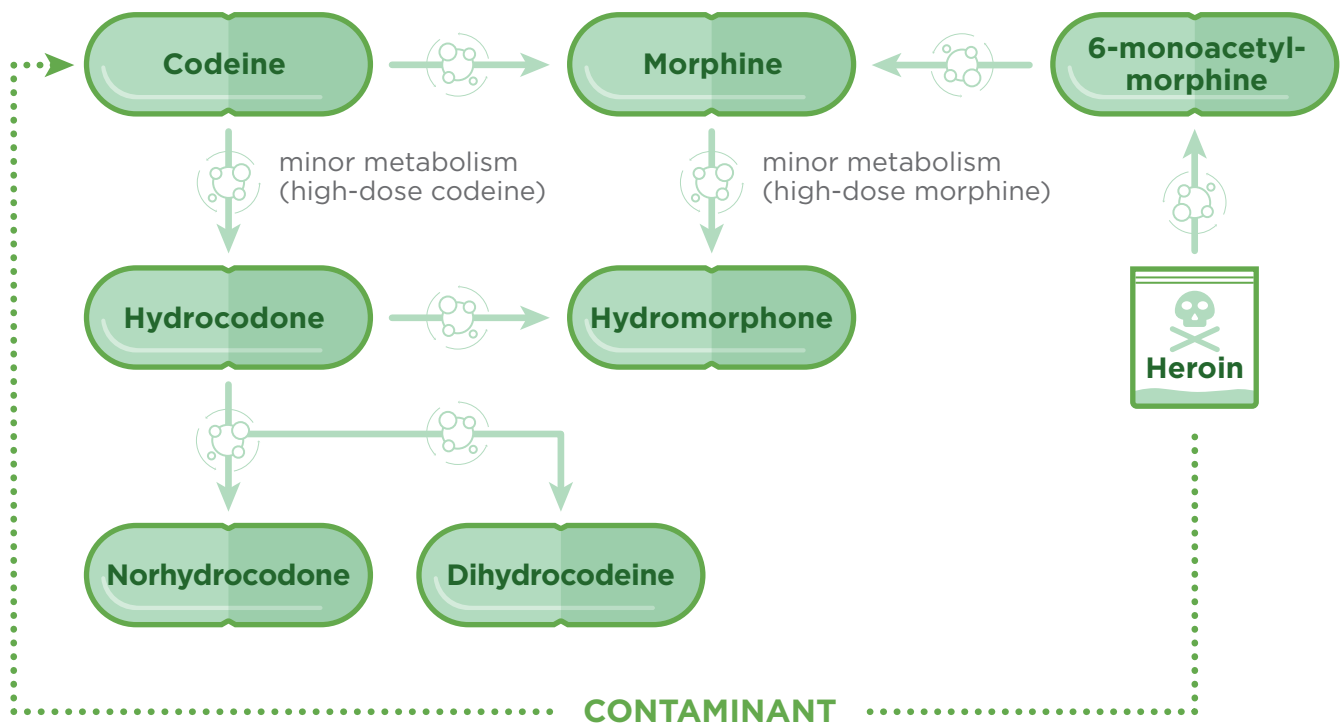 Codeine
Morphine
6-monoacetyl-
morphine
minor metabolism
(high-dose codeine)
minor metabolism
(high-dose morphine)
Hydrocodone
Hydromorphone
Heroin
Norhydrocodone
Dihydrocodeine
CONTAMINANT